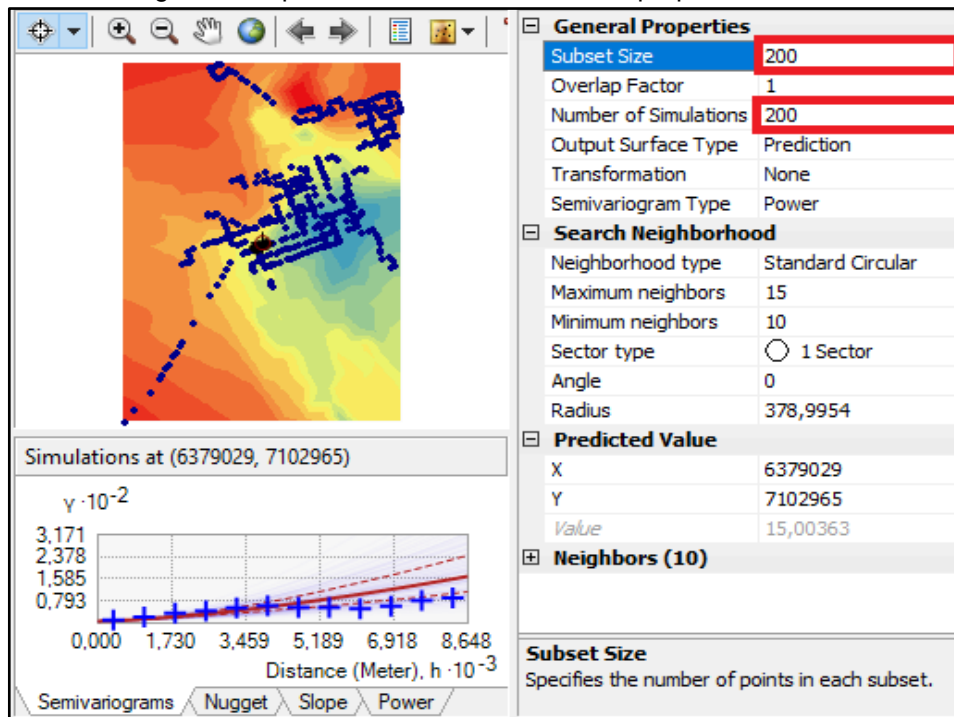 General Properties
Subset Size 200
Overlap Factor 1
Number of Simulations 200
Output Surface Type Prediction
Transformation None
Semivariogram Type Power
Search Neighborhood
Neighborhood type Standard Circular
Maximum neighbors 15
Minimum neighbors 10
Sector type 1 Sector
Angle 0
Radius 378,9954
Predicted Value
X 6379029
Y 7102965
Value 15,00363
Neighbors (10)
Subset Size
Specifies the number of points in each subset.
Simulations at (6379029, 7102965)
γ ·10⁻²
3,171
2,378
1,585
0,793
0,000 1,730 3,459 5,189 6,918 8,648
Distance (Meter), h ·10⁻³
Semivariograms Nugget Slope Power